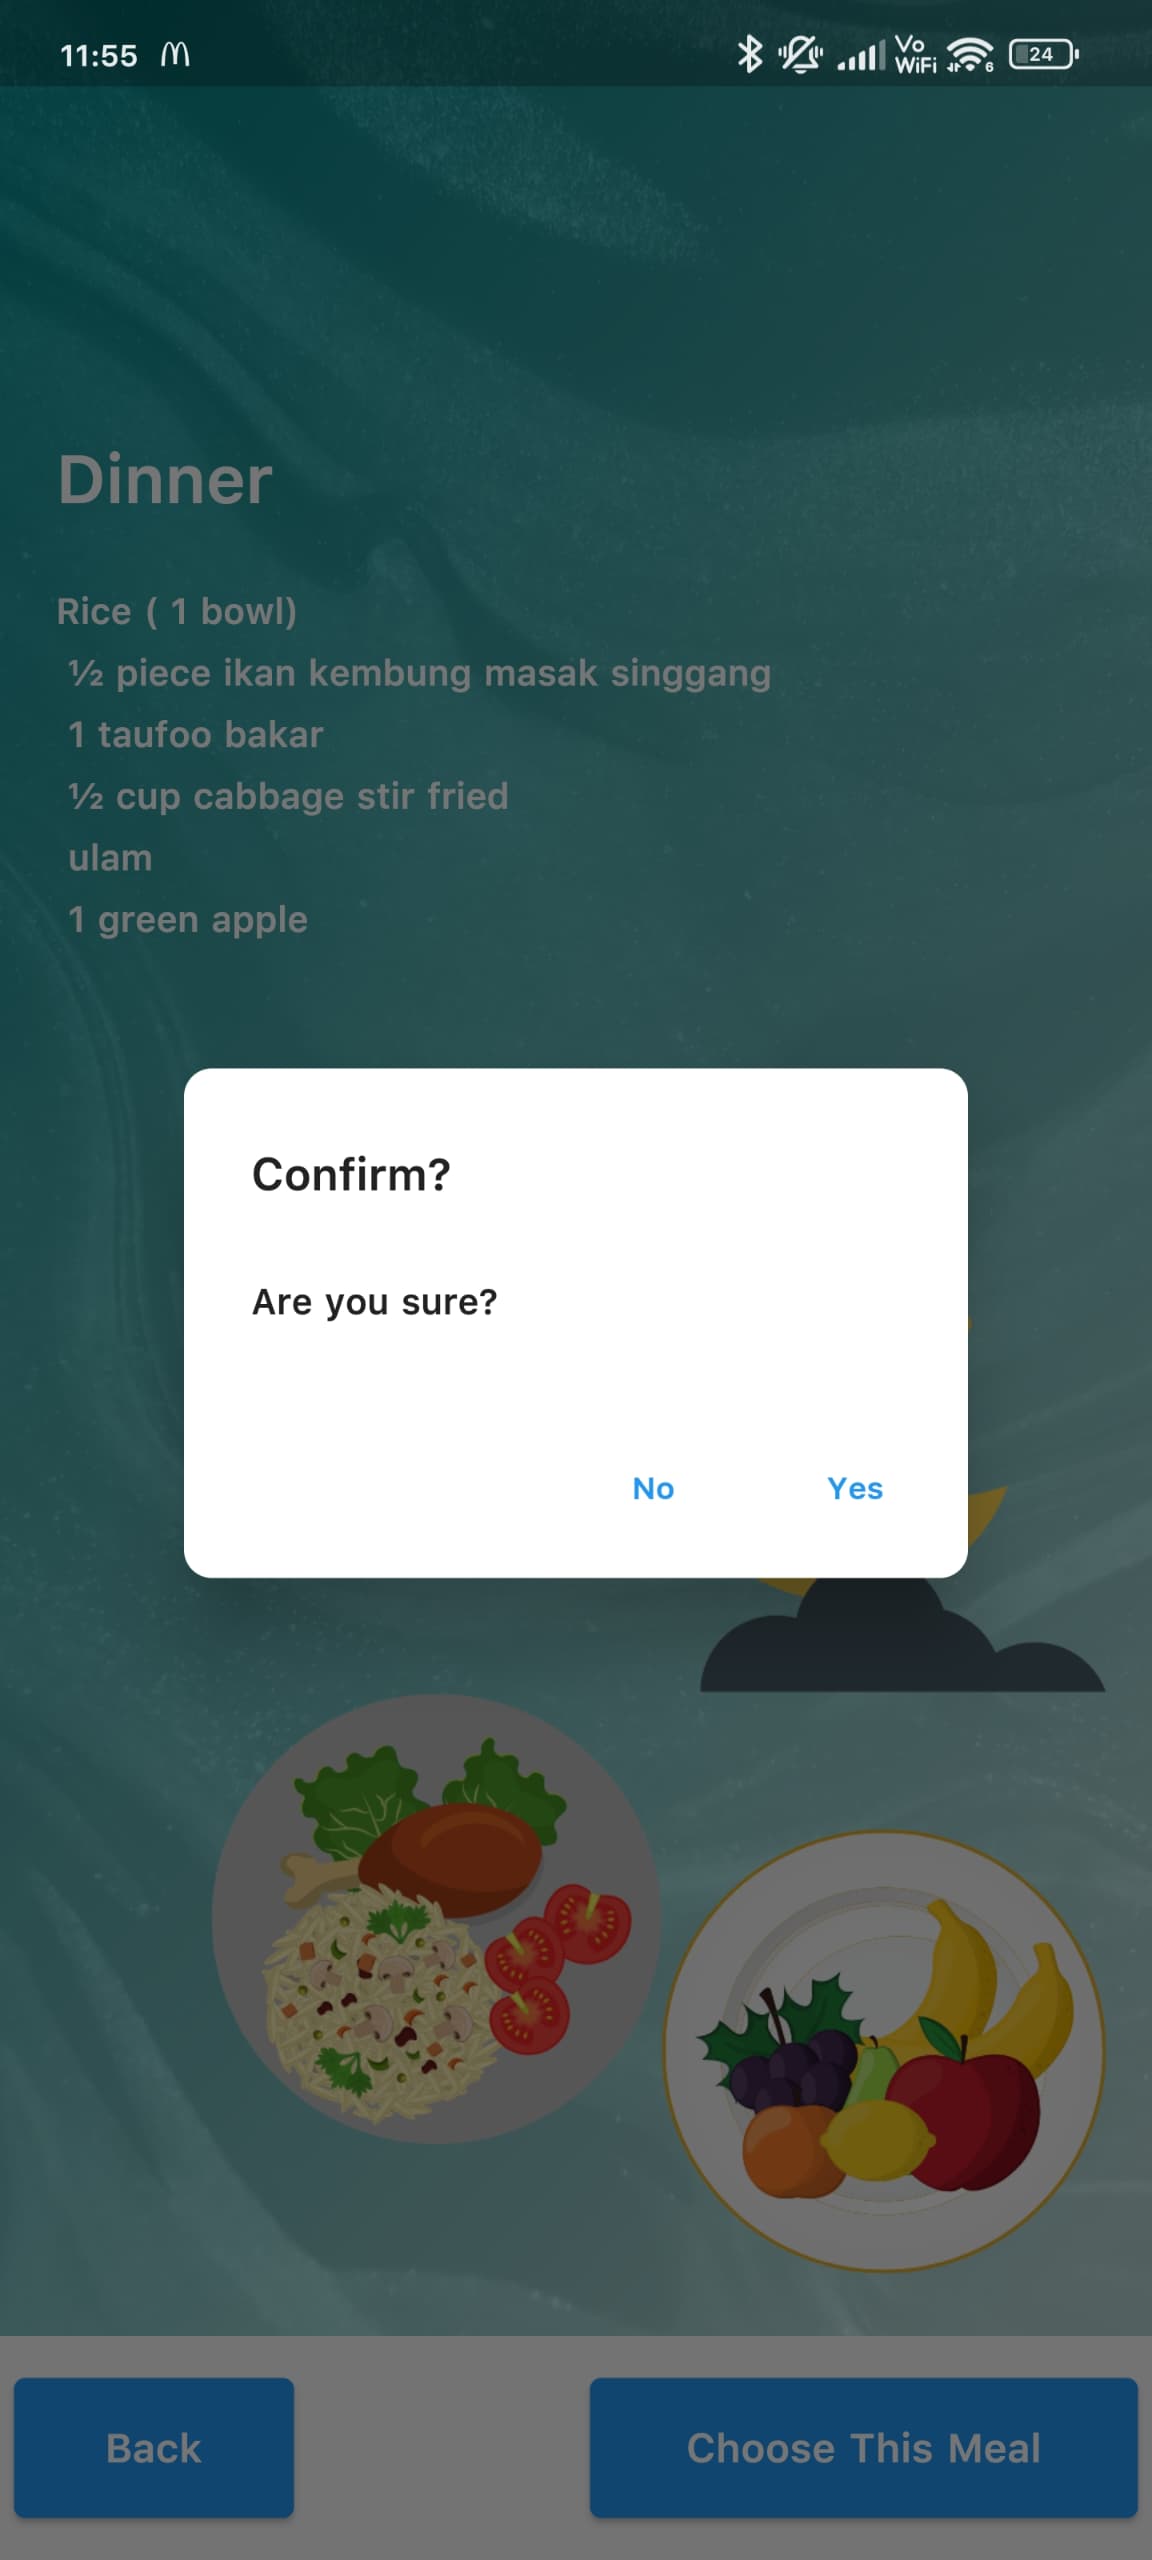 11:55
Vo
WiFi
6
24
Dinner
Rice ( 1 bowl)
½ piece ikan kembung masak singgang
1 taufoo bakar
½ cup cabbage stir fried
ulam
1 green apple
Confirm?
Are you sure?
No Yes
Back Choose This Meal